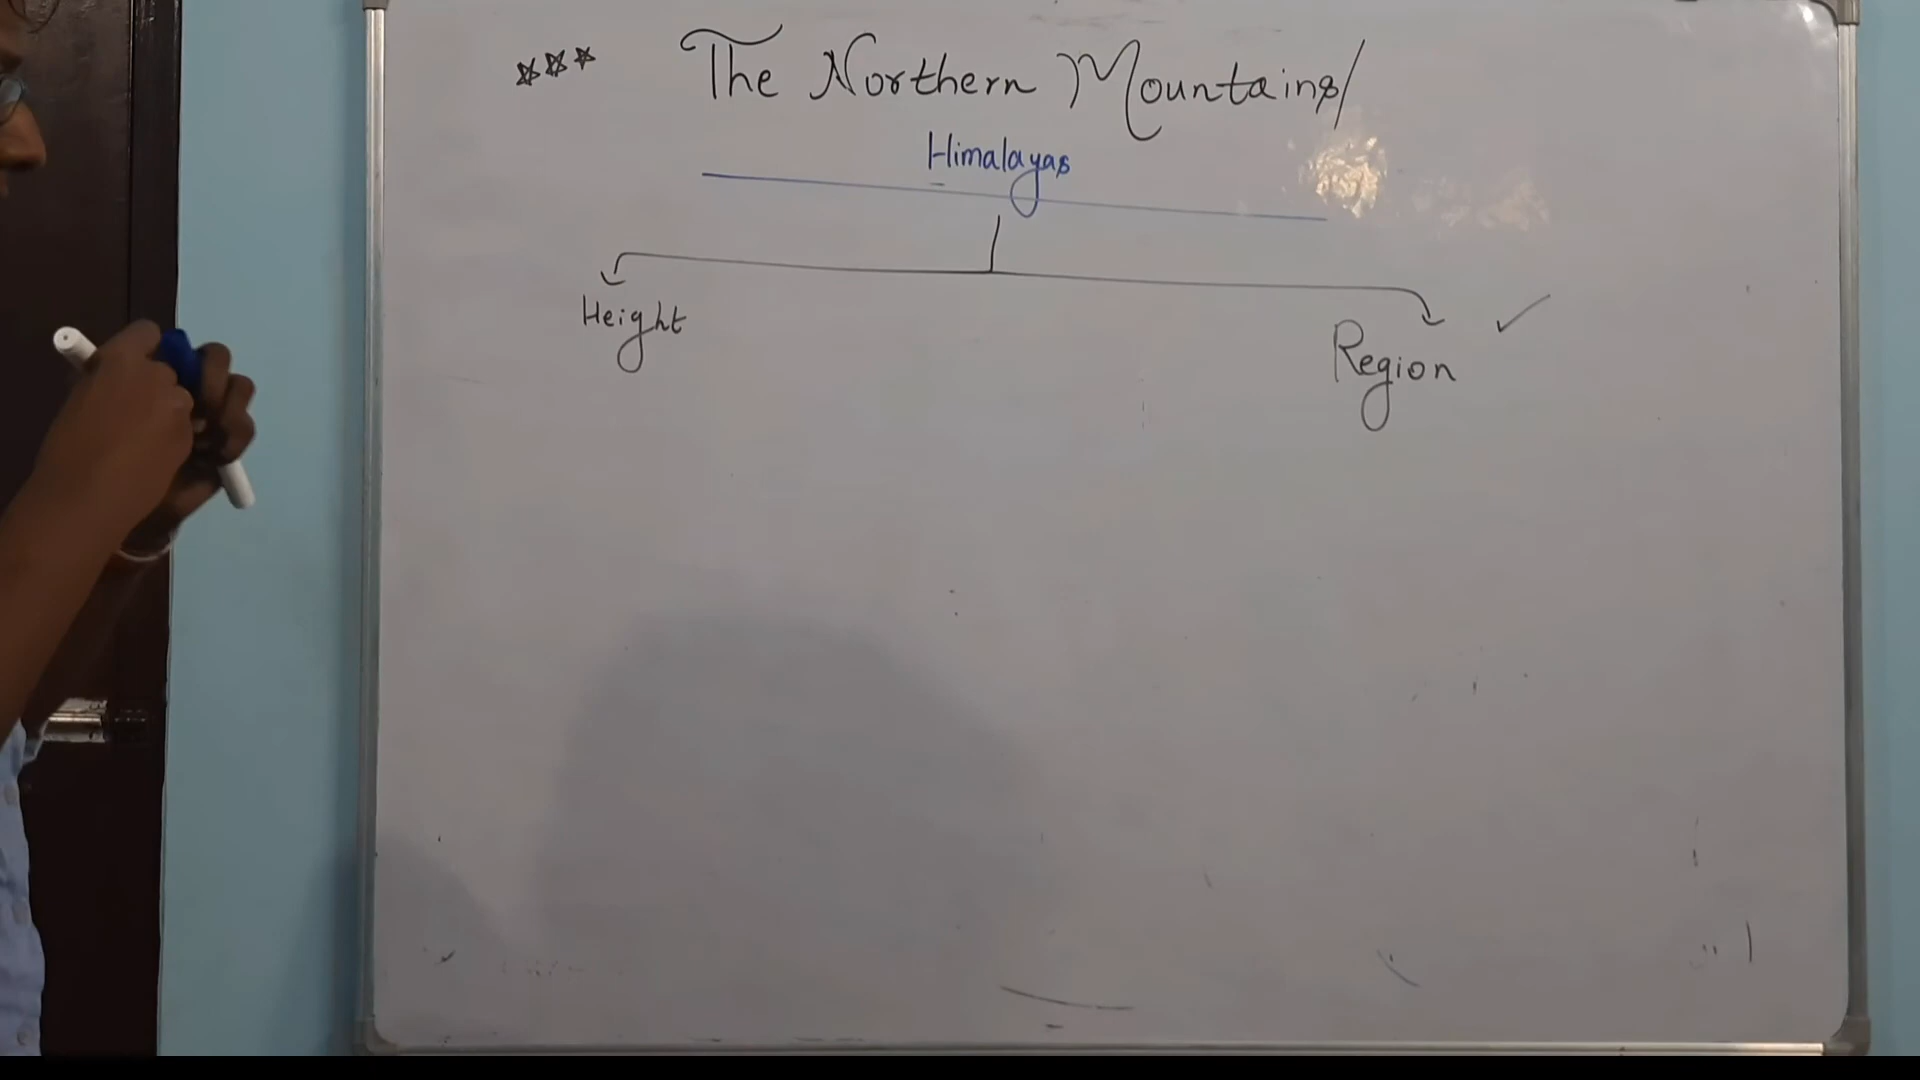 *** The Northern Mountains/
Himalayas
Height
Region ✓